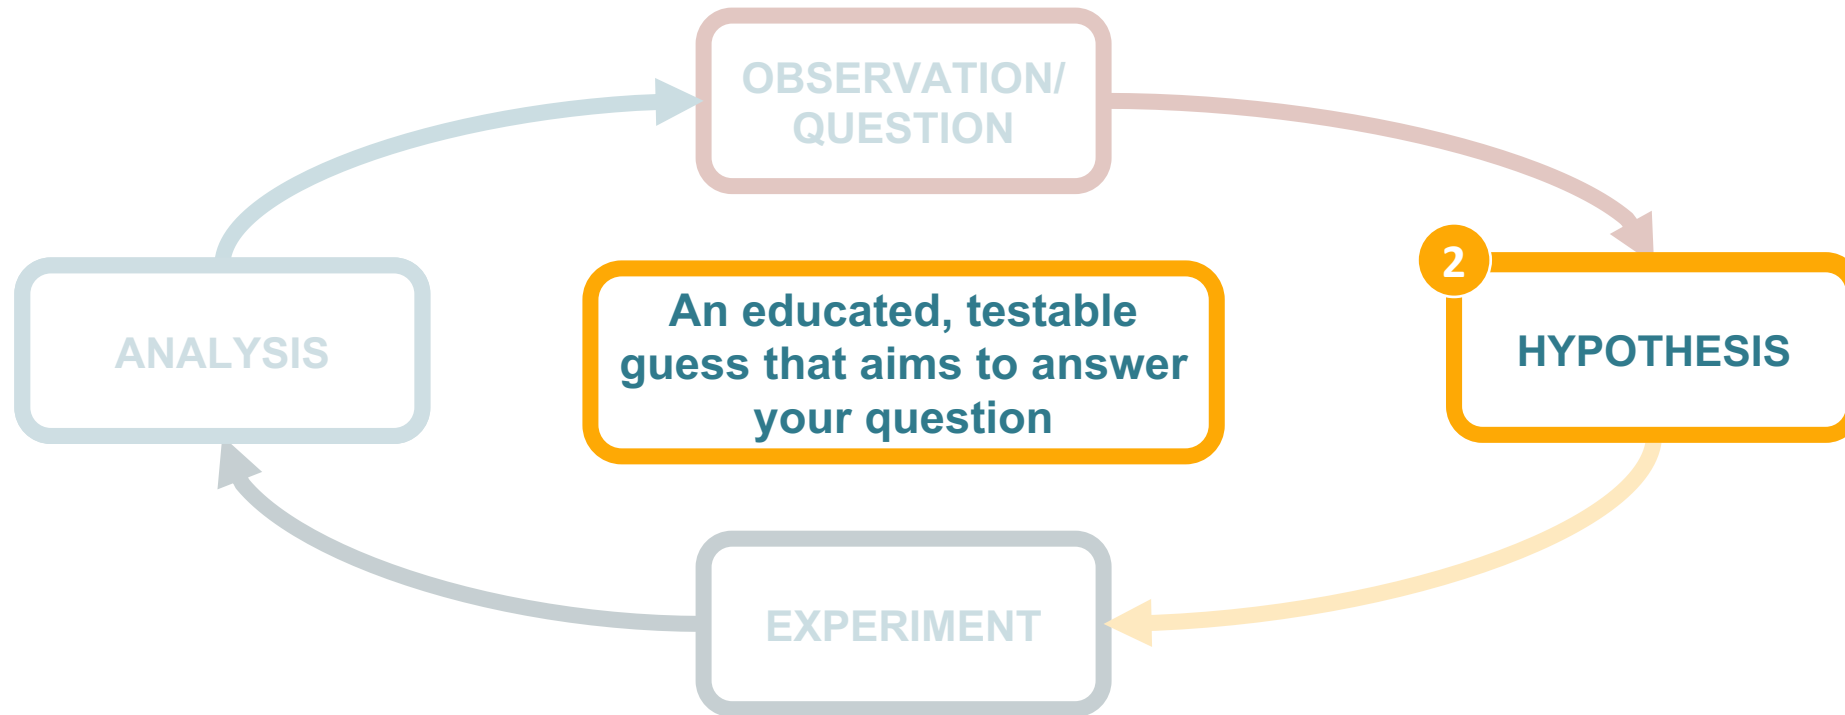 OBSERVATION/
QUESTION
2
HYPOTHESIS
An educated, testable
guess that aims to answer
your question
ANALYSIS
EXPERIMENT